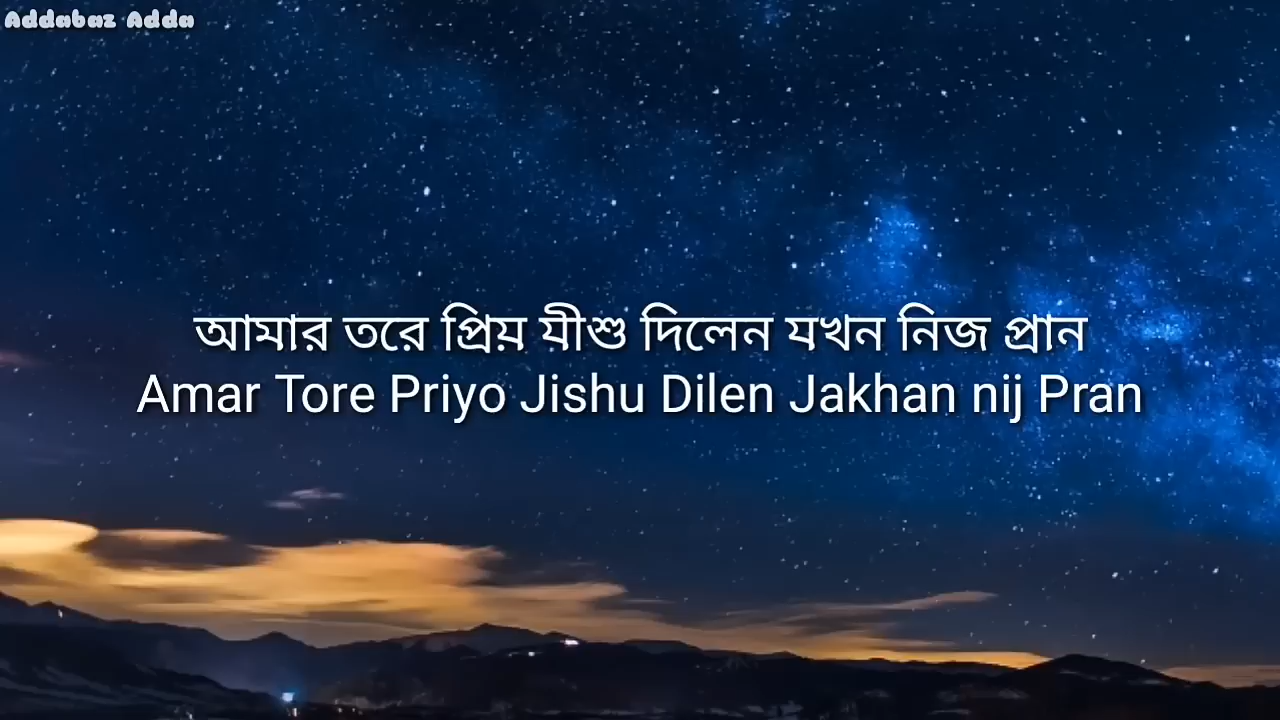 Addabaz Adda
আমার তরে প্রিয় যীশু দিলেন যখন নিজ প্রান
Amar Tore Priyo Jishu Dilen Jakhan nij Pran